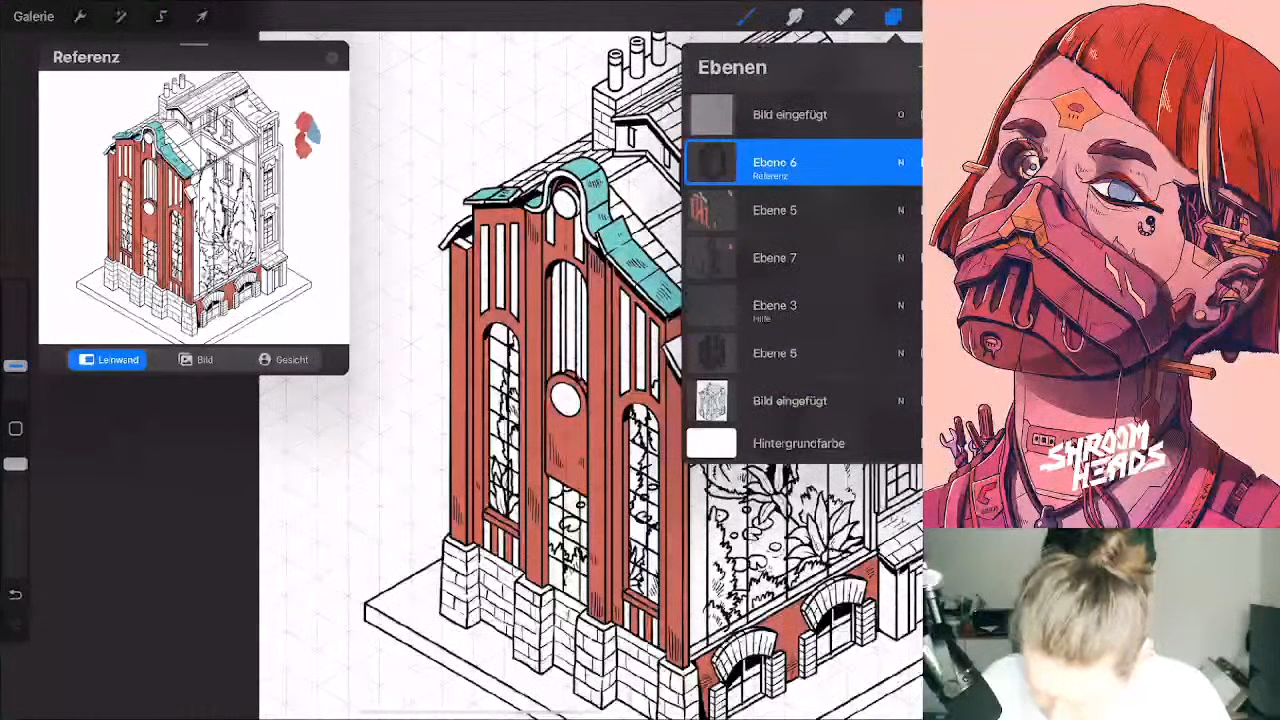 Galerie
Referenz
Leinwand
Bild
Gesicht
Ebenen
Bild eingefügt
O
Ebene 6
N
Referenz
Ebene 5
N
Ebene 7
N
Ebene 3
N
Hilfe
Ebene 5
N
Bild eingefügt
N
Hintergrundfarbe
SHROOM
HEADS